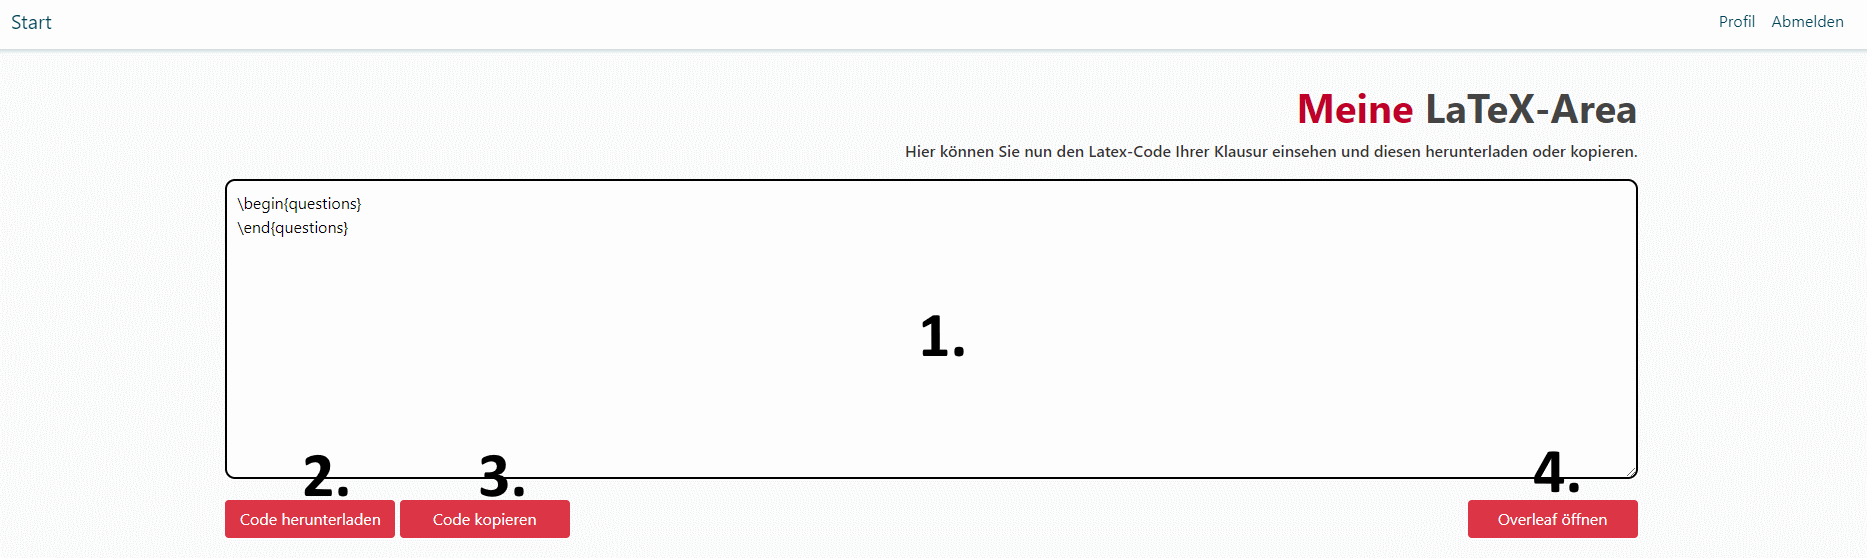 Start Profil Abmelden
Meine LaTeX-Area
Hier können Sie nun den Latex-Code Ihrer Klausur einsehen und diesen herunterladen oder kopieren.
\begin{questions}
\end{questions}
1.
2. 3. 4.
Code herunterladen Code kopieren Overleaf öffnen